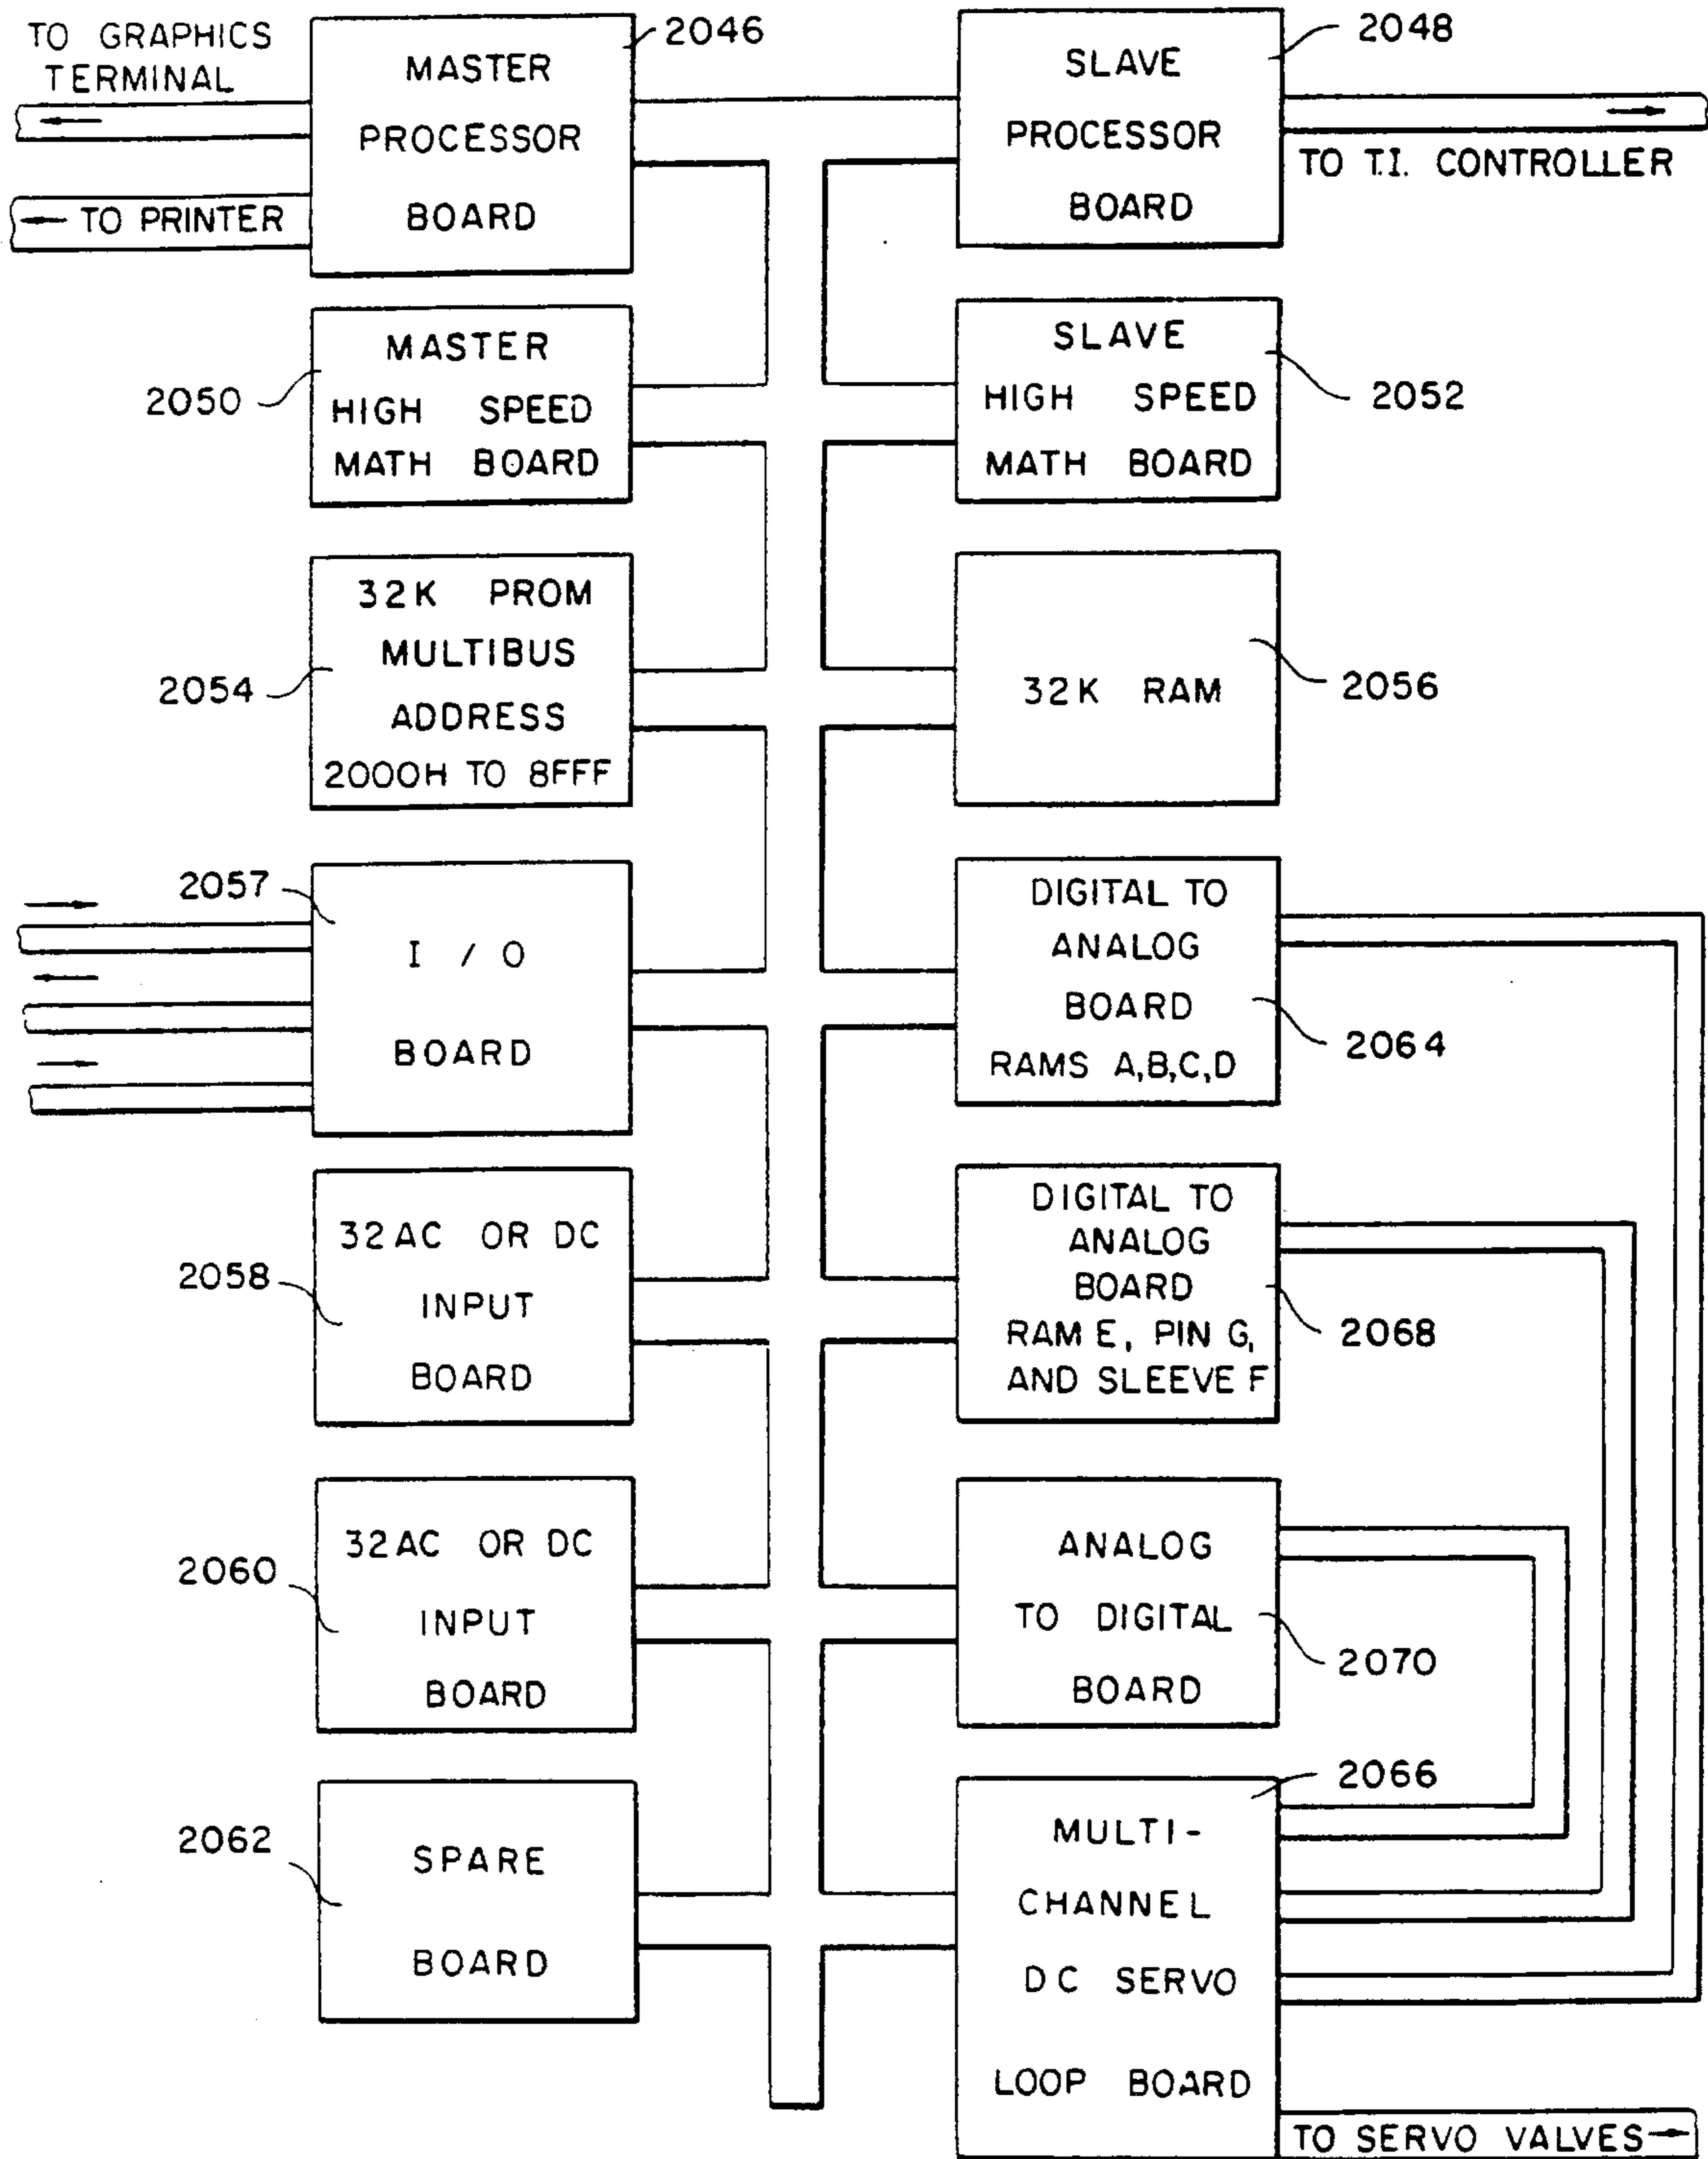 TO GRAPHICS
TERMINAL
TO PRINTER
MASTER
PROCESSOR
BOARD
2046
SLAVE
PROCESSOR
BOARD
2048
TO T.I. CONTROLLER
MASTER
HIGH SPEED
MATH BOARD
2050
SLAVE
HIGH SPEED
MATH BOARD
2052
32K PROM
MULTIBUS
ADDRESS
2000H TO 8FFF
2054
32K RAM
2056
2057
I / O
BOARD
DIGITAL TO
ANALOG
BOARD
RAMS A,B,C,D
2064
32AC OR DC
INPUT
BOARD
2058
DIGITAL TO
ANALOG
BOARD
RAM E, PIN G,
AND SLEEVE F
2068
32AC OR DC
INPUT
BOARD
2060
ANALOG
TO DIGITAL
BOARD
2070
2062
SPARE
BOARD
2066
MULTI-
CHANNEL
DC SERVO
LOOP BOARD
TO SERVO VALVES